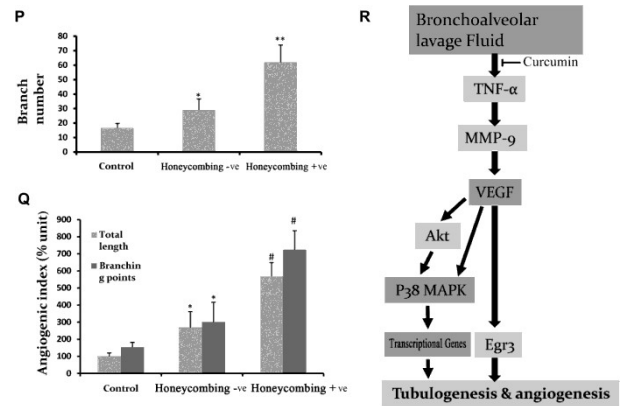 P
Branch
number
80
70
60
50
40
30
20
10
0
*
**
Control
Honeycombing -ve
Honeycombing +ve
Q
Angiogenic index (% unit)
900
800
700
600
500
400
300
200
100
0
Total
length
Branchin
g points
*
*
#
#
Control
Honeycombing -ve
Honeycombing +ve
R
Bronchoalveolar
lavage Fluid
Curcumin
TNF-α
MMP-9
VEGF
Akt
P38 MAPK
Transcriptional Genes
Egr3
Tubulogenesis & angiogenesis